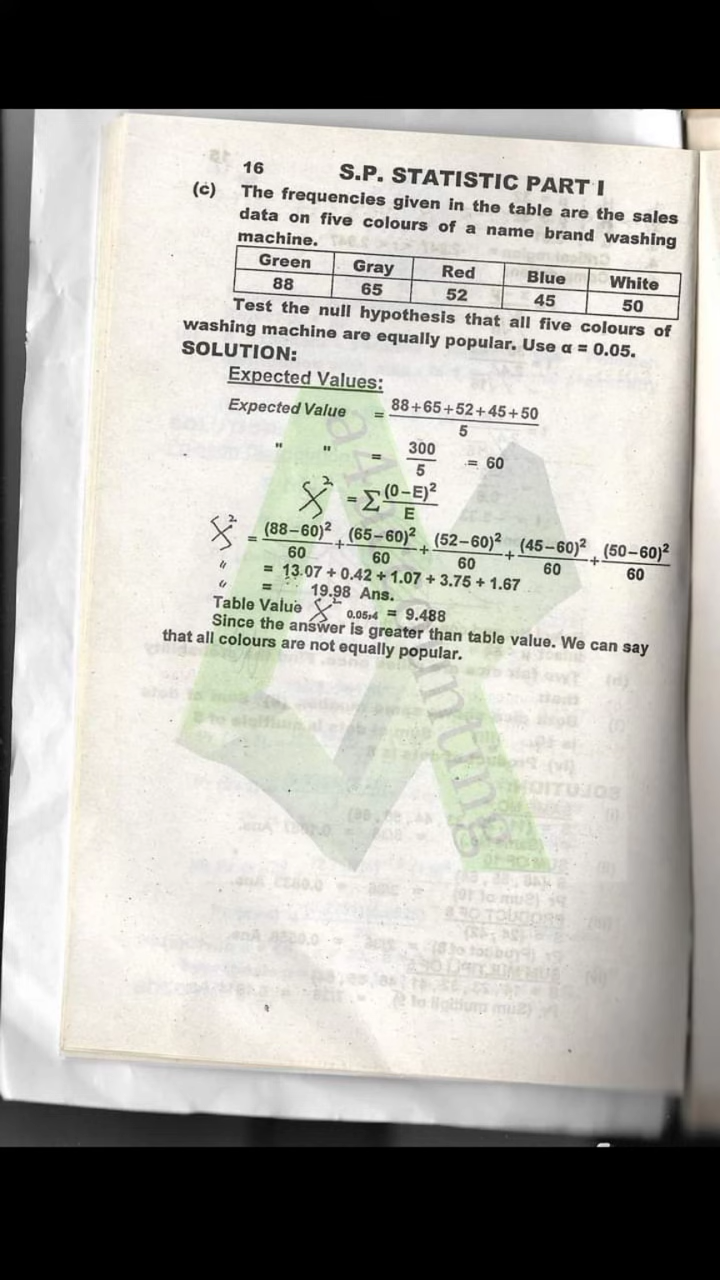 16 S.P. STATISTIC PART I
(c) The frequencies given in the table are the sales
data on five colours of a name brand washing
machine.
Green Gray Red Blue White
88 65 52 45 50
Test the null hypothesis that all five colours of
washing machine are equally popular. Use α = 0.05.
SOLUTION:
Expected Values:
Expected Value = 88+65+52+45+50 / 5
" " = 300/5 = 60
X² = Σ (0–E)² / E
X² = (88–60)²/60 + (65–60)²/60 + (52–60)²/60 + (45–60)²/60 + (50–60)²/60
" = 13.07 + 0.42 + 1.07 + 3.75 + 1.67
" = 19.98 Ans.
Table Value X² 0.05,4 = 9.488
Since the answer is greater than table value. We can say
that all colours are not equally popular.